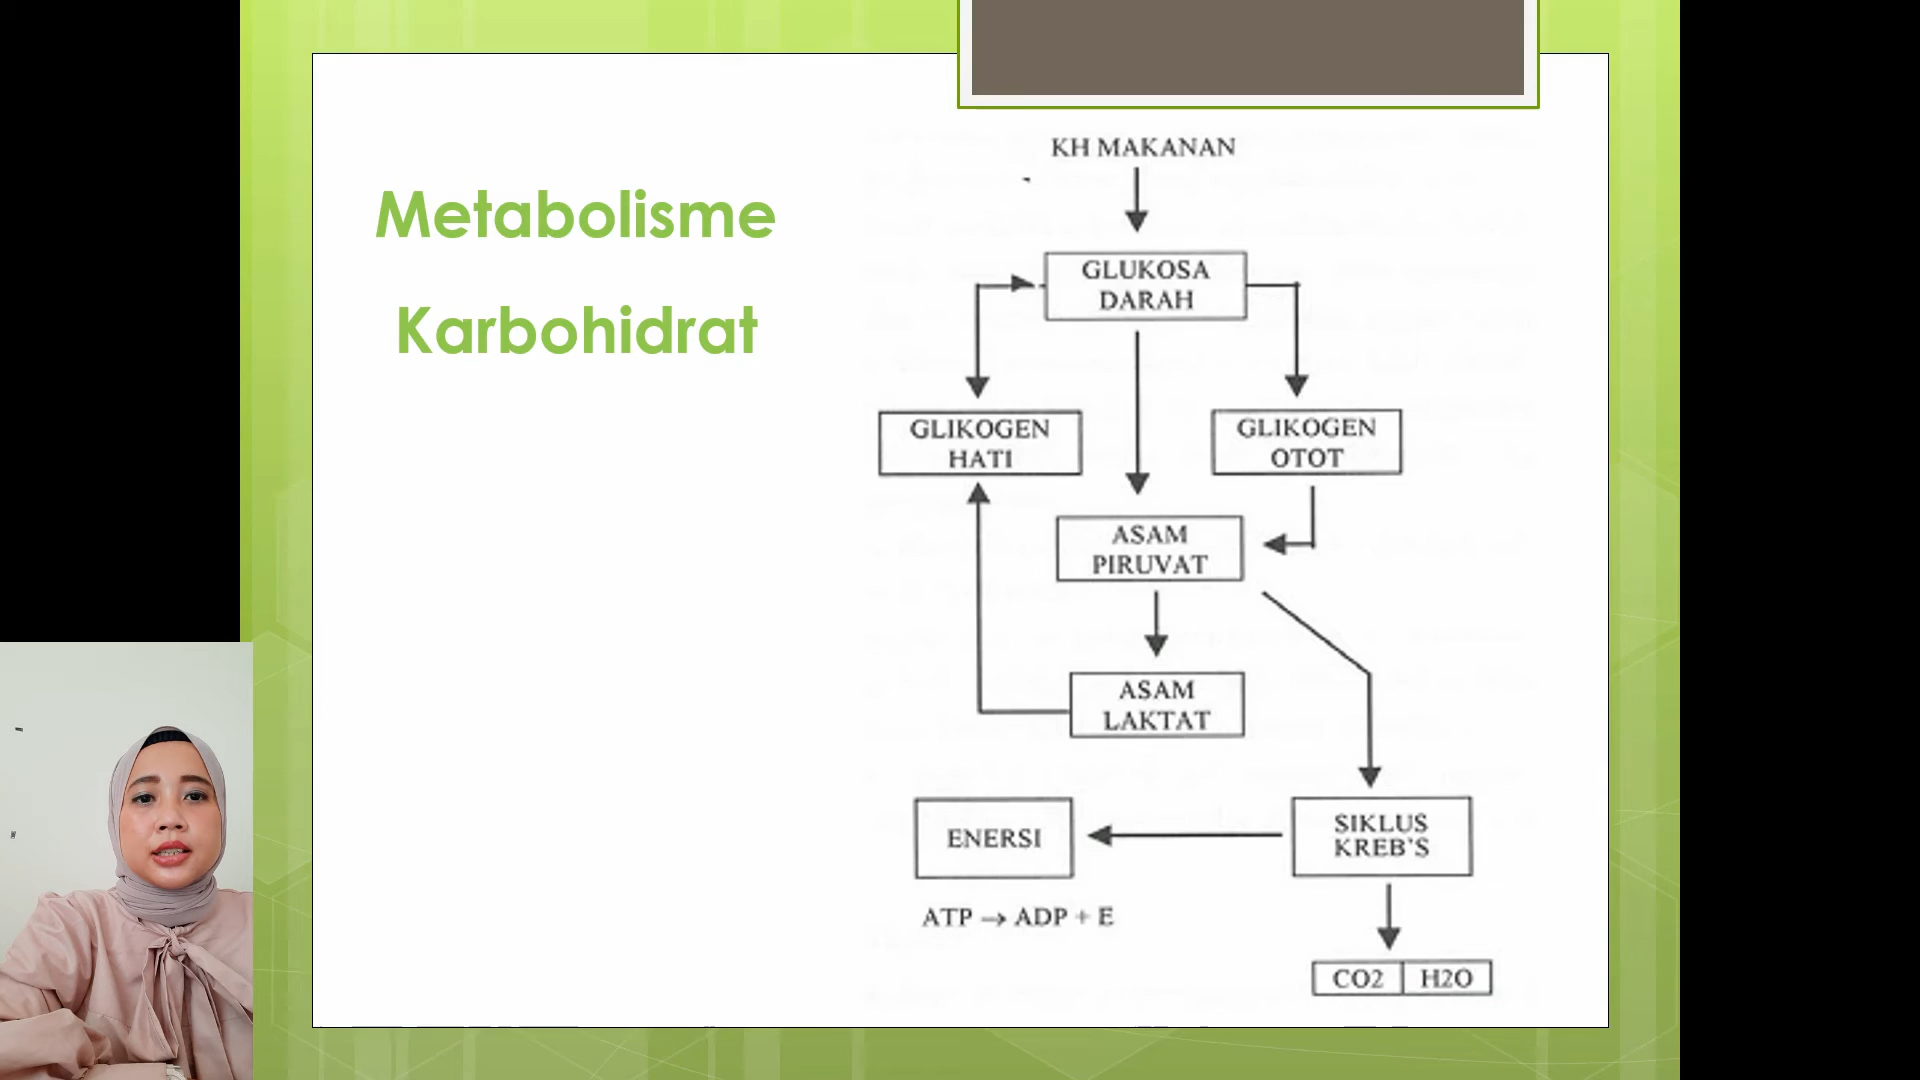 Metabolisme
Karbohidrat
KH MAKANAN
GLUKOSA
DARAH
GLIKOGEN
HATI
GLIKOGEN
OTOT
ASAM
PIRUVAT
ASAM
LAKTAT
ENERSI
SIKLUS
KREB'S
ATP → ADP + E
CO2 H2O